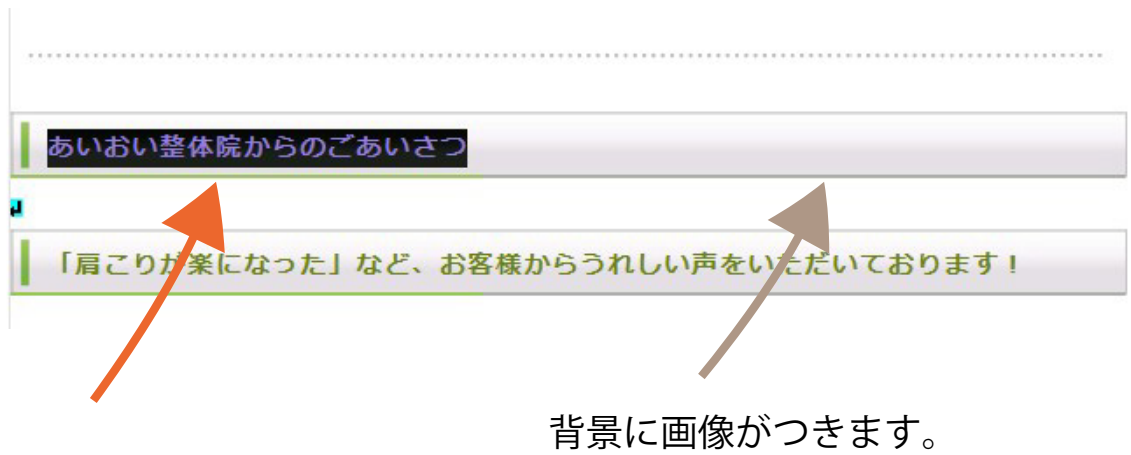 あいおい整体院からのごあいさつ
「肩こりが楽になった」など、お客様からうれしい声をいただいております！
背景に画像がつきます。